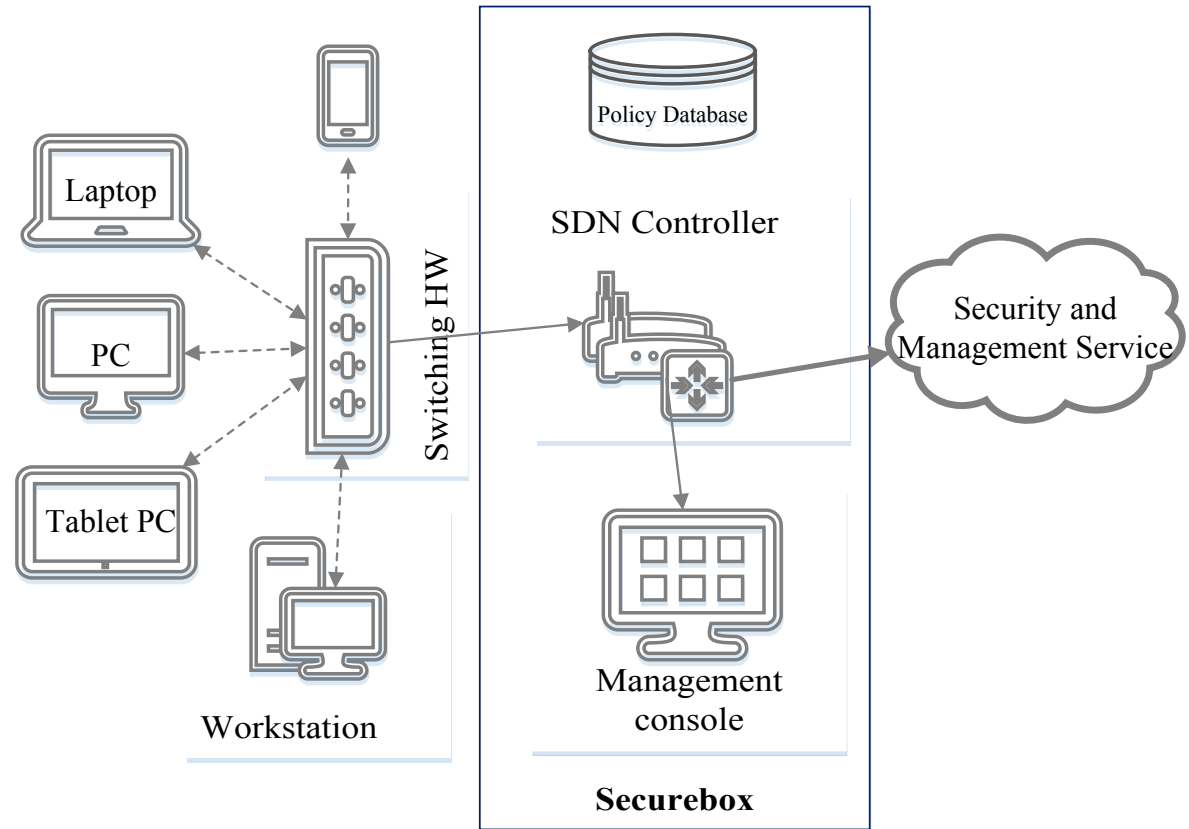 Policy Database
Laptop
SDN Controller
Switching HW
Security and
Management Service
PC
Tablet PC
Management
console
Workstation
Securebox